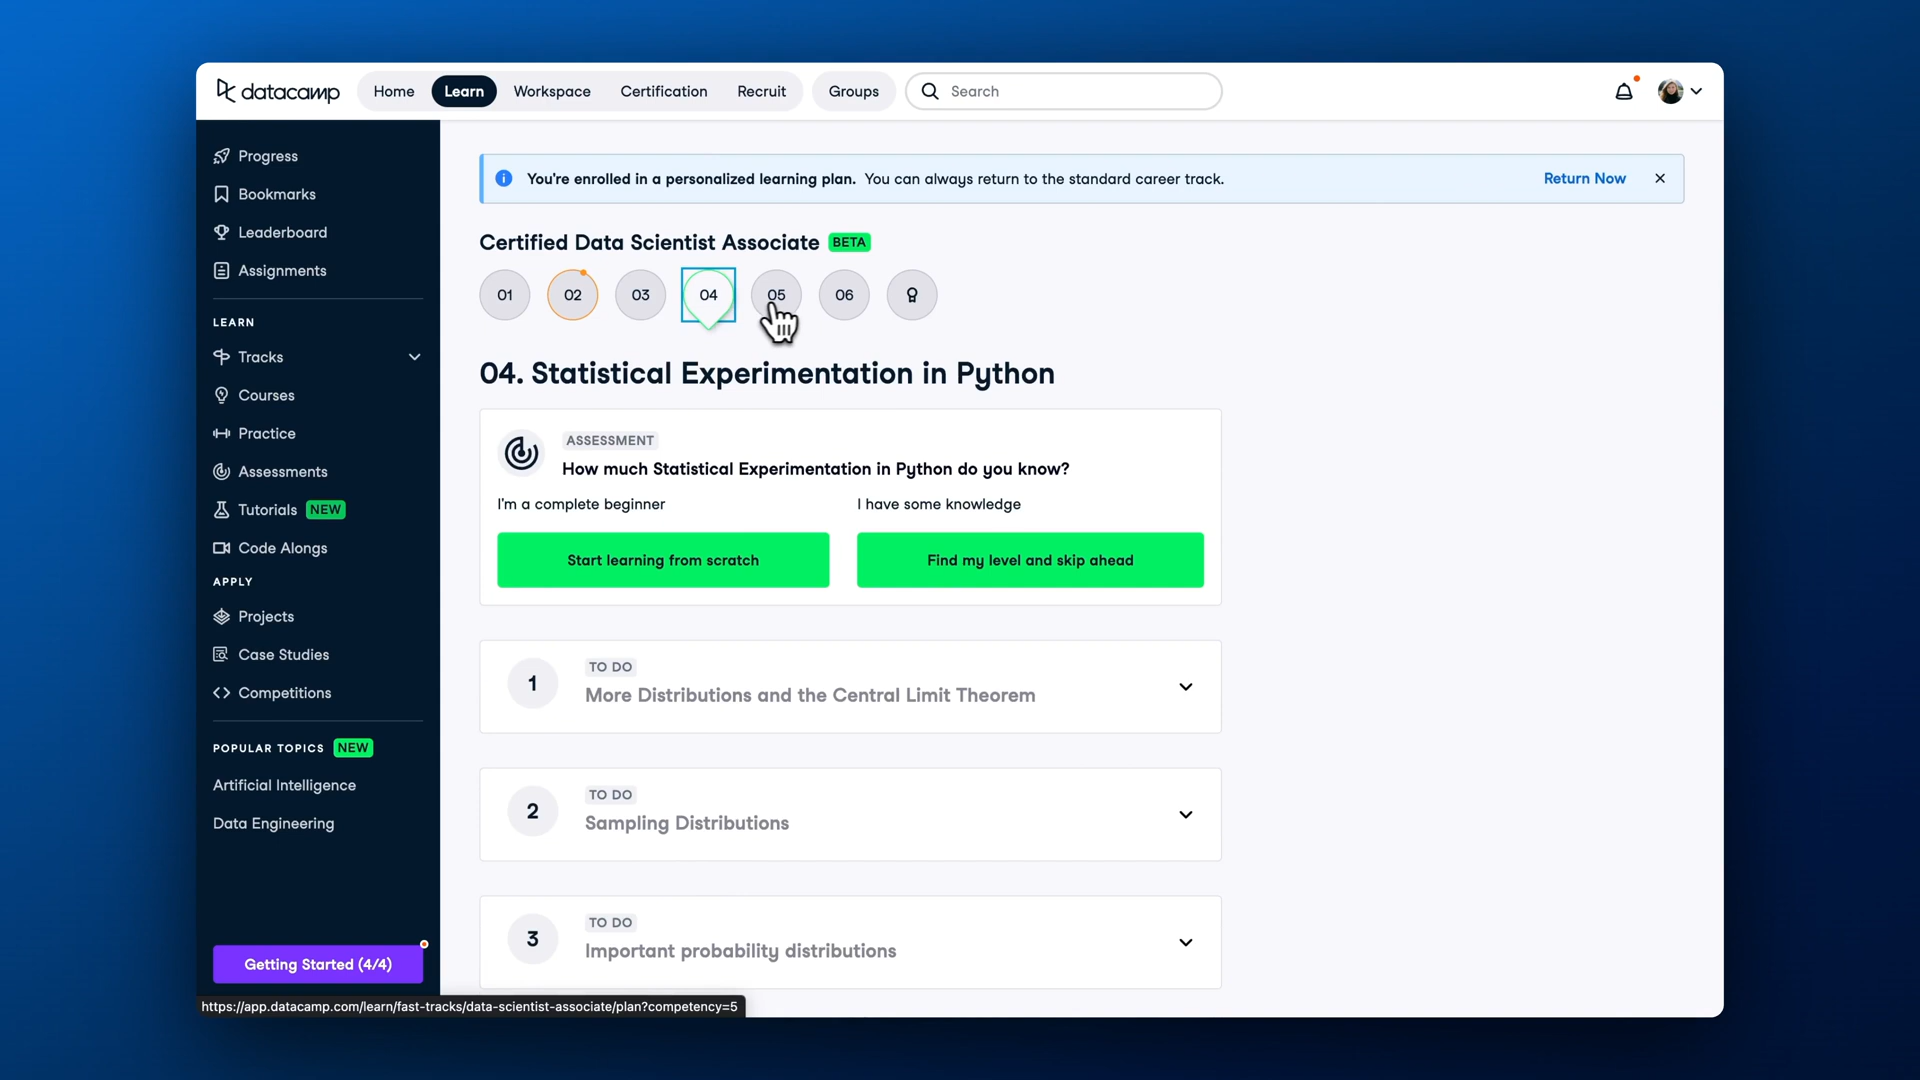 datacamp
Home Learn Workspace Certification Recruit Groups Search
Progress
Bookmarks
Leaderboard
Assignments
LEARN
Tracks
Courses
Practice
Assessments
Tutorials NEW
Code Alongs
APPLY
Projects
Case Studies
Competitions
POPULAR TOPICS NEW
Artificial Intelligence
Data Engineering
Getting Started (4/4)
You're enrolled in a personalized learning plan. You can always return to the standard career track. Return Now
Certified Data Scientist Associate BETA
01 02 03 04 05 06
04. Statistical Experimentation in Python
ASSESSMENT
How much Statistical Experimentation in Python do you know?
I'm a complete beginner I have some knowledge
Start learning from scratch Find my level and skip ahead
TO DO
1 More Distributions and the Central Limit Theorem
TO DO
2 Sampling Distributions
TO DO
3 Important probability distributions
https://app.datacamp.com/learn/fast-tracks/data-scientist-associate/plan?competency=5